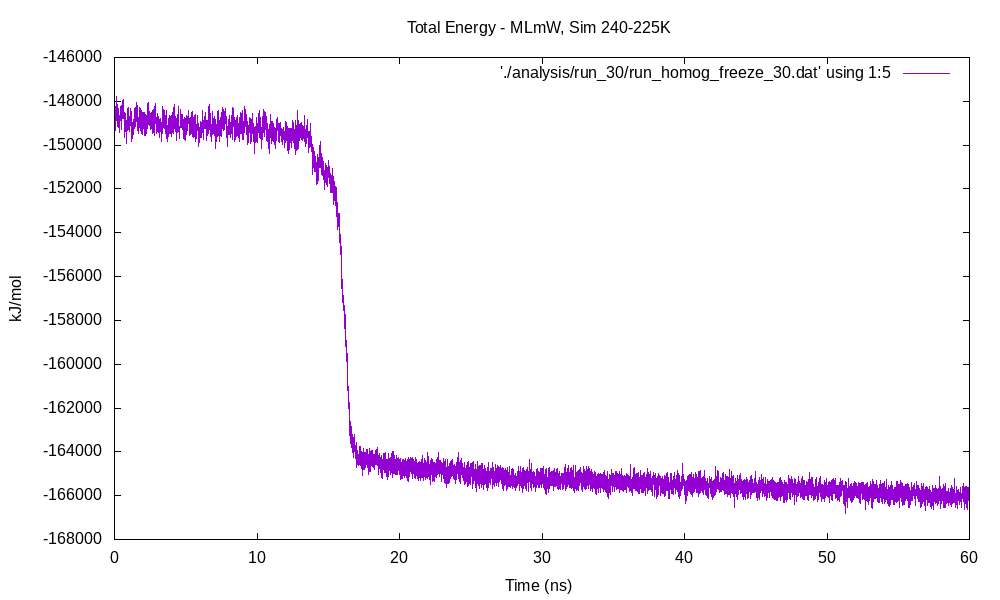 Total Energy - MLmW, Sim 240-225K
'./analysis/run_30/run_homog_freeze_30.dat' using 1:5
-146000
-148000
-150000
-152000
-154000
-156000
-158000
-160000
-162000
-164000
-166000
-168000
kJ/mol
0 10 20 30 40 50 60
Time (ns)